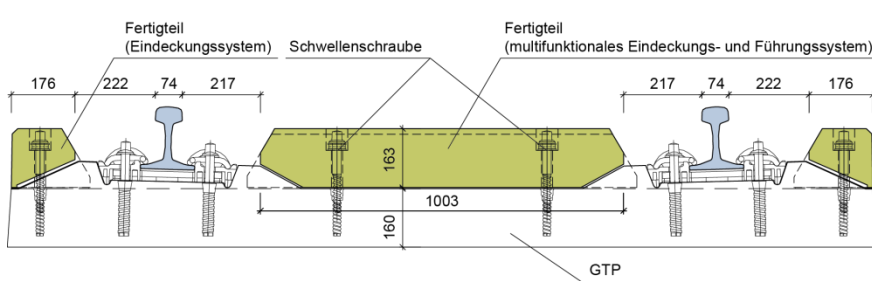 Fertigteil
(Eindeckungssystem)
Schwellenschraube
Fertigteil
(multifunktionales Eindeckungs- und Führungssystem)
176 222 74 217 217 74 222 176
163
1003
160
GTP